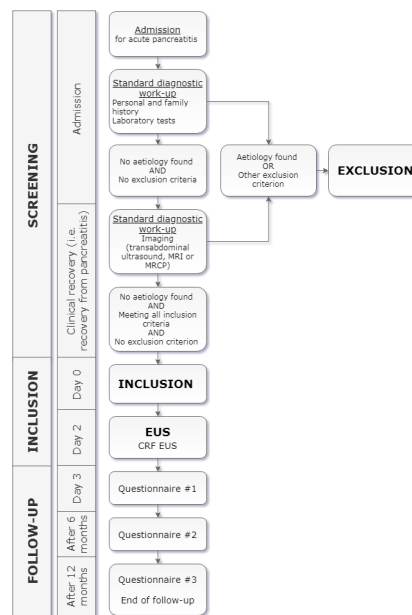 SCREENING
Admission
Admission
for acute pancreatitis
Standard diagnostic
work-up
Personal and family
history
Laboratory tests
No aetiology found
AND
No exclusion criteria
Aetiology found
OR
Other exclusion
criterion
EXCLUSION
Clinical recovery (i.e.
recovery from pancreatitis)
Standard diagnostic
work-up
Imaging
(transabdominal
ultrasound, MRI or
MRCP)
No aetiology found
AND
Meeting all inclusion
criteria
AND
No exclusion criterion
INCLUSION
Day 0
INCLUSION
Day 2
EUS
CRF EUS
FOLLOW-UP
Day 3
Questionnaire #1
After 6
months
Questionnaire #2
After 12
months
Questionnaire #3
End of follow-up